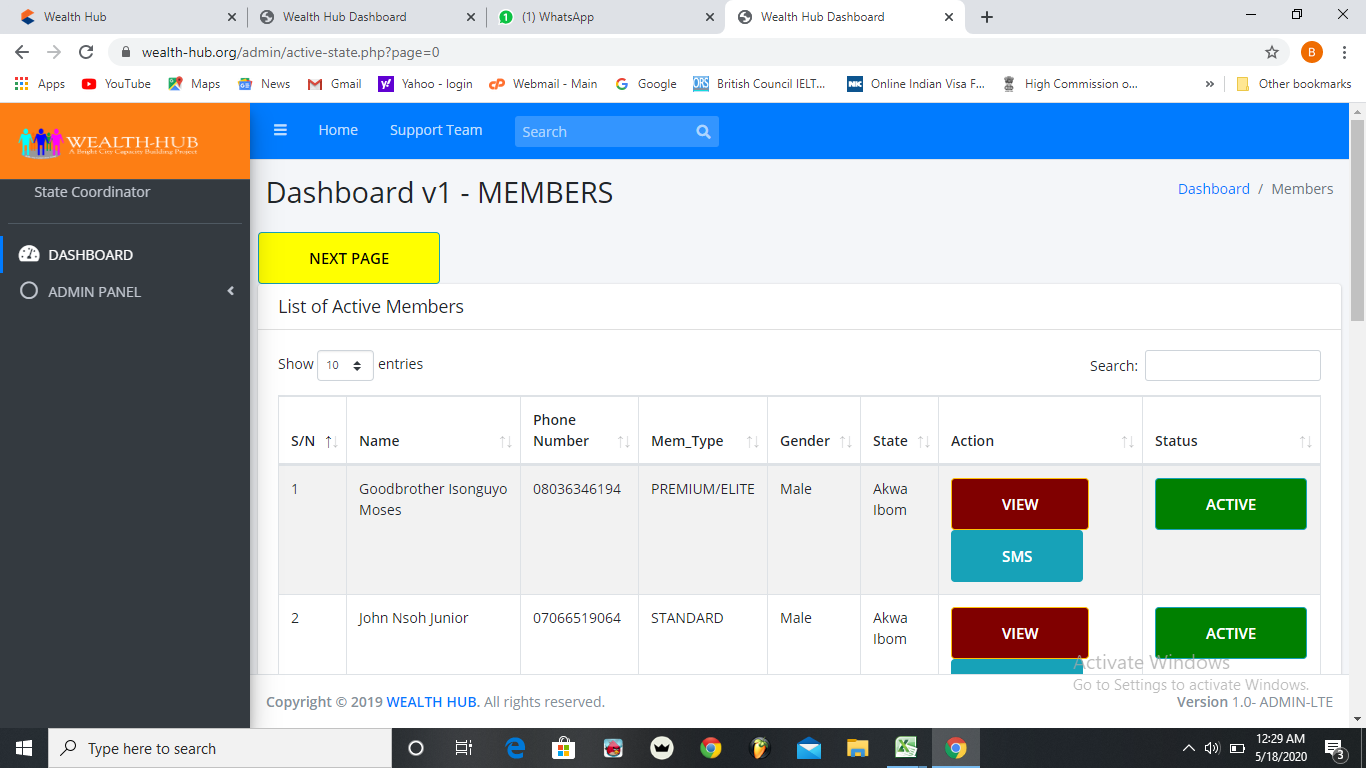 Wealth Hub
Wealth Hub Dashboard
(1) WhatsApp
Wealth Hub Dashboard
wealth-hub.org/admin/active-state.php?page=0
B
Apps
YouTube
Maps
News
Gmail
Yahoo - login
Webmail - Main
Google
British Council IELT...
Online Indian Visa F...
High Commission o...
»
Other bookmarks
WEALTH-HUB
A Bright City Capacity Building Project
Home
Support Team
Search
State Coordinator
DASHBOARD
ADMIN PANEL
Dashboard v1 - MEMBERS
Dashboard / Members
NEXT PAGE
List of Active Members
Show 10 entries
Search:
S/N
Name
Phone
Number
Mem_Type
Gender
State
Action
Status
1
Goodbrother Isonguyo
Moses
08036346194
PREMIUM/ELITE
Male
Akwa
Ibom
VIEW
SMS
ACTIVE
2
John Nsoh Junior
07066519064
STANDARD
Male
Akwa
Ibom
VIEW
ACTIVE
Activate Windows
Go to Settings to activate Windows.
Copyright © 2019 WEALTH HUB. All rights reserved.
Version 1.0- ADMIN-LTE
Type here to search
12:29 AM
5/18/2020
3